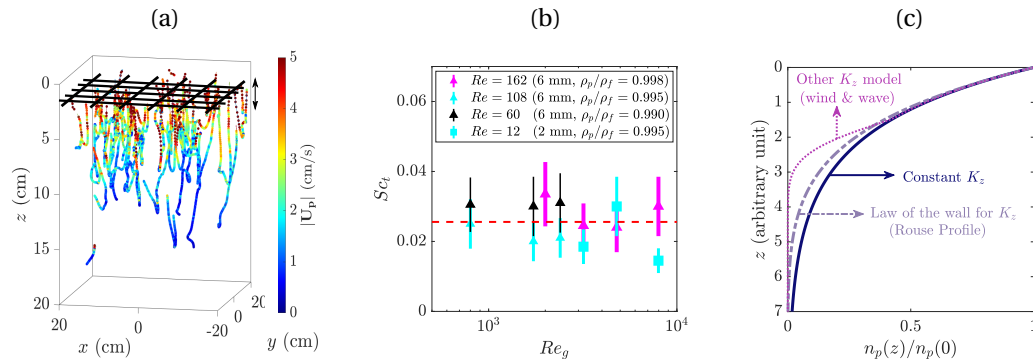 (a)
0
5
10
15
20
z (cm)
20
0
-20
x (cm)
-20
0
20
y (cm)
5
4
3
2
1
0
|U_p| (cm/s)
(b)
Re = 162 (6 mm, ρ_p/ρ_f = 0.998)
Re = 108 (6 mm, ρ_p/ρ_f = 0.995)
Re = 60 (6 mm, ρ_p/ρ_f = 0.990)
Re = 12 (2 mm, ρ_p/ρ_f = 0.995)
0.06
0.04
0.02
0
Sc_t
10^3
10^4
Re_g
(c)
0
1
2
3
4
5
6
7
z (arbitrary unit)
Other K_z model
(wind & wave)
Constant K_z
Law of the wall for K_z
(Rouse Profile)
0
0.5
1
n_p(z)/n_p(0)